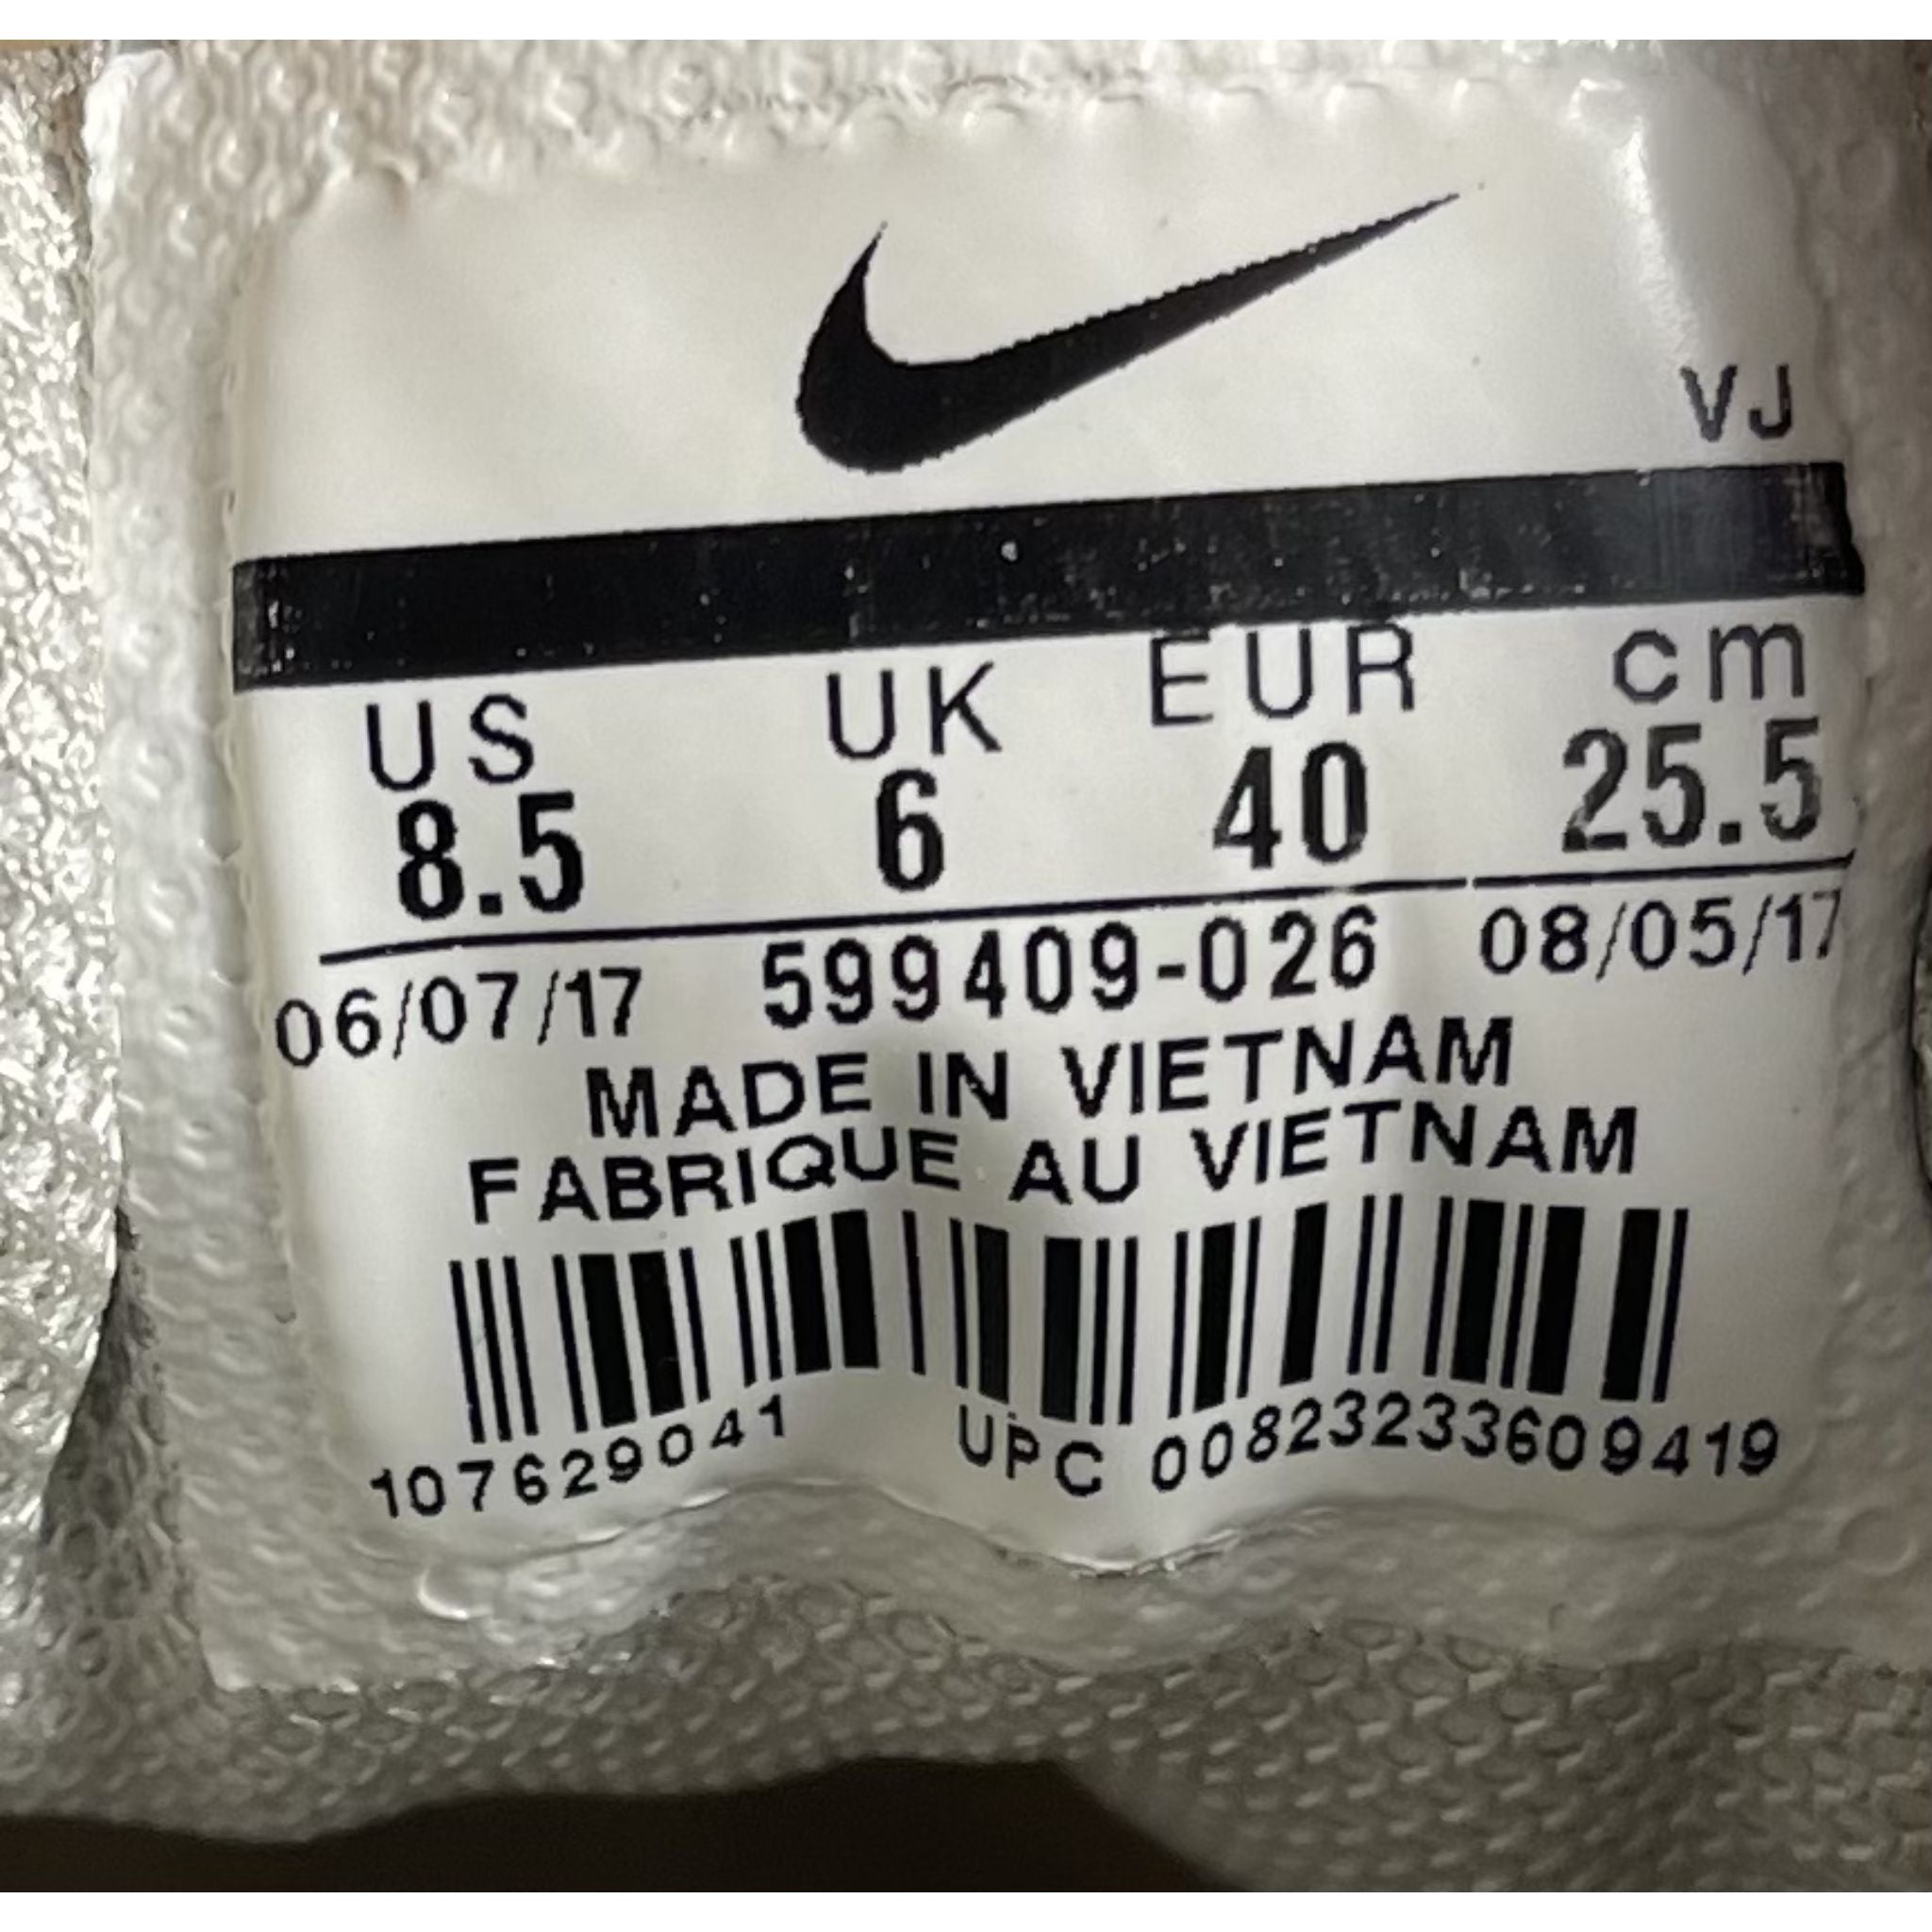 VJ
US UK EUR cm
8.5 6 40 25.5
06/07/17 599409-026 08/05/17
MADE IN VIETNAM
FABRIQUE AU VIETNAM
107629041 UPC 00823233609419